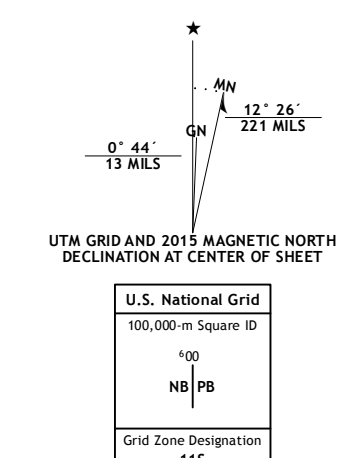 ★
MN
12° 26´
GN
221 MILS
0° 44´
13 MILS
UTM GRID AND 2015 MAGNETIC NORTH
DECLINATION AT CENTER OF SHEET
U.S. National Grid
100,000-m Square ID
⁶00
NB PB
Grid Zone Designation
11S